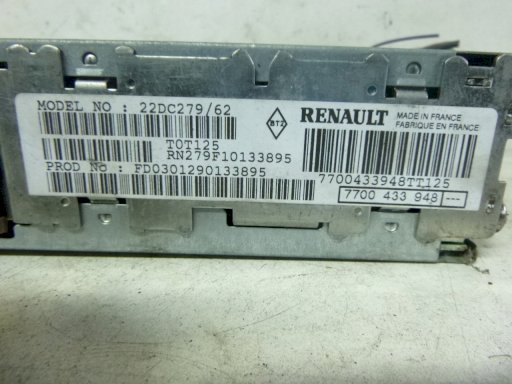 MODEL NO : 22DC279/62
TOT125
RN279F10133895
PROD No : FD0301290133895
BTZ
RENAULT
MADE IN FRANCE
FABRIQUE EN FRANCE
7700433948TT125
7700 433 948 ---